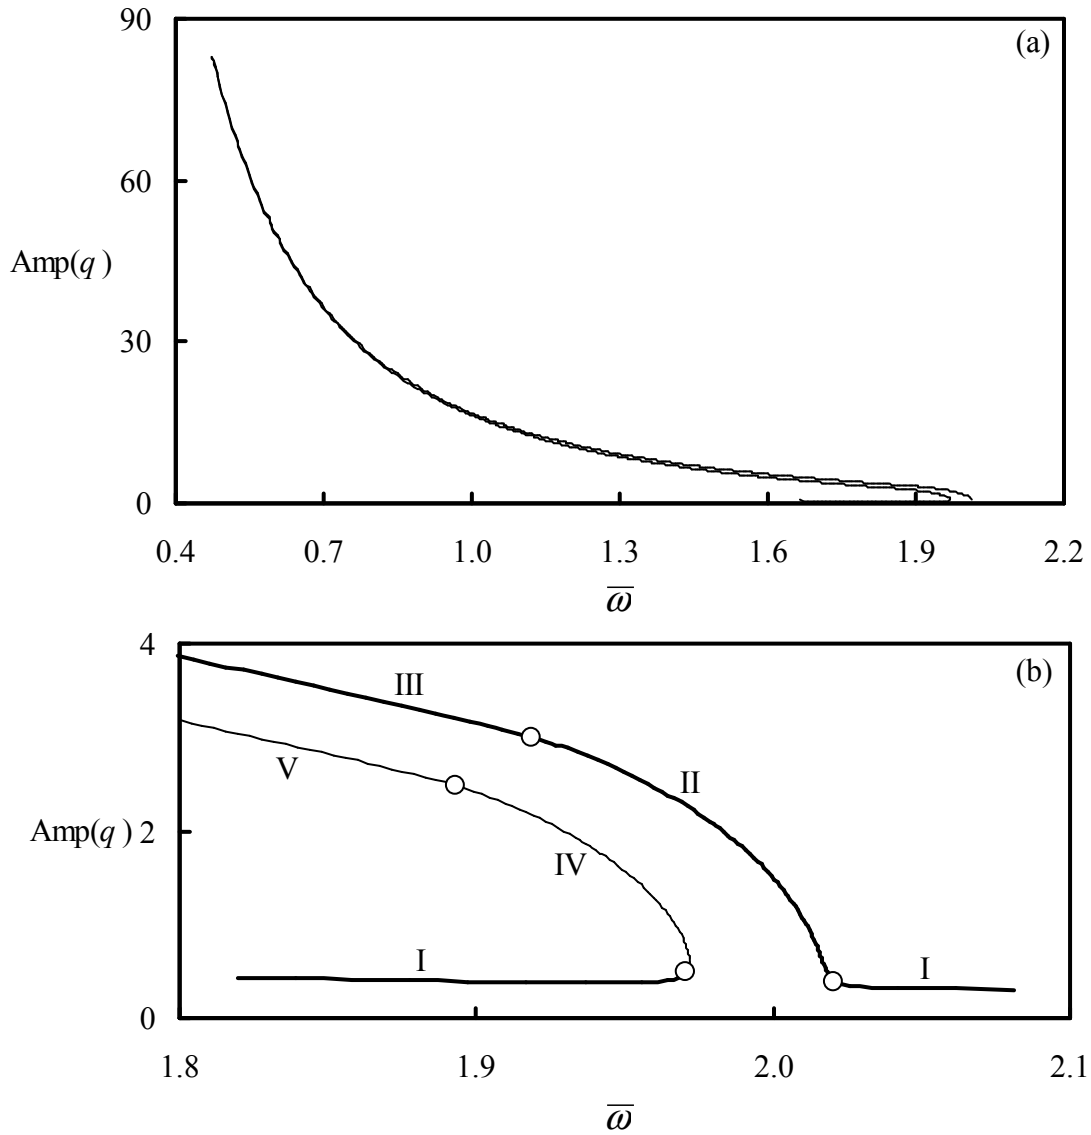 90
(a)
60
Amp(q)
30
0
0.4 0.7 1.0 1.3 1.6 1.9 2.2
ω̅
4
(b)
III
V
II
Amp(q) 2
IV
I
I
0
1.8 1.9 2.0 2.1
ω̅